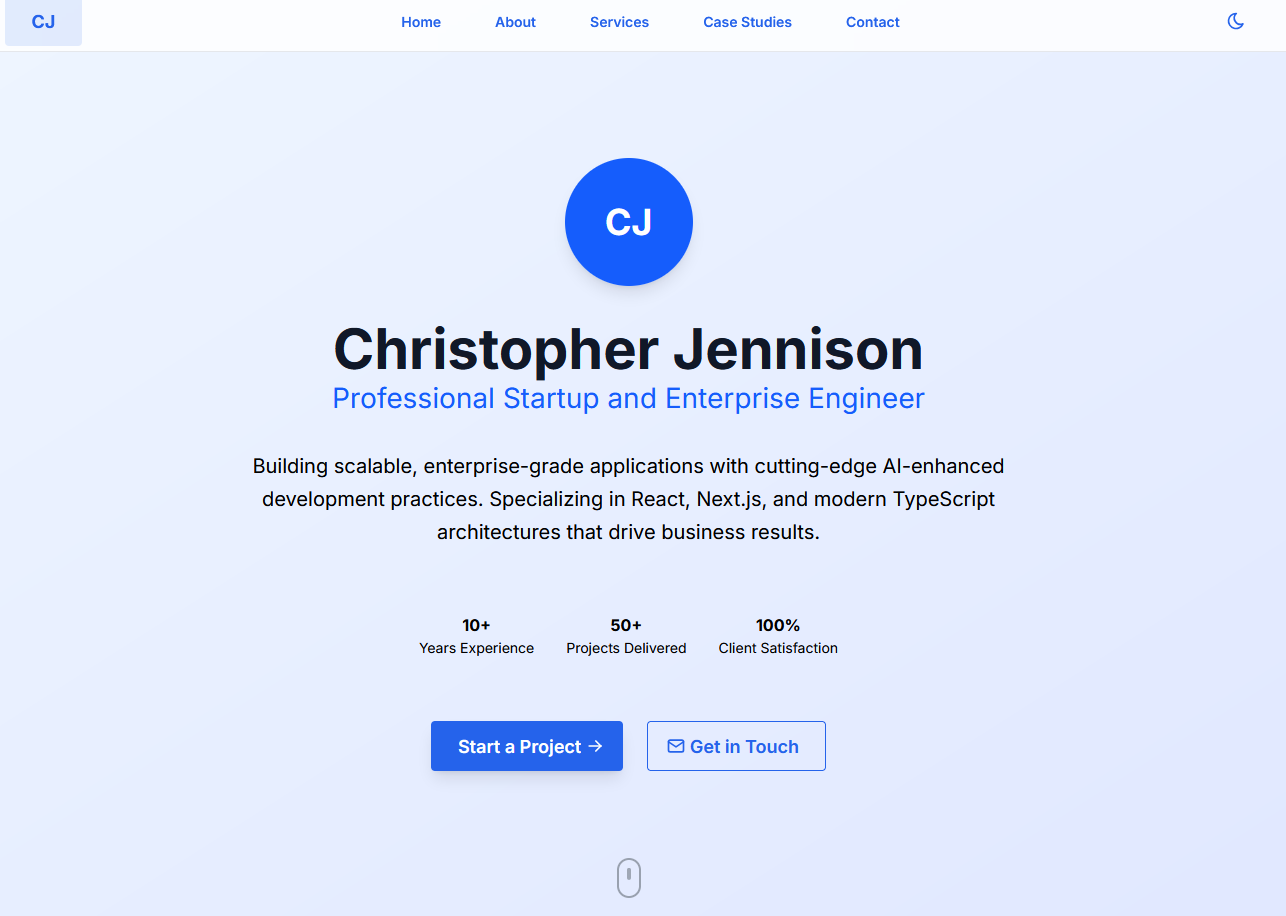 CJ
Home
About
Services
Case Studies
Contact
CJ
Christopher Jennison
Professional Startup and Enterprise Engineer
Building scalable, enterprise-grade applications with cutting-edge AI-enhanced
development practices. Specializing in React, Next.js, and modern TypeScript
architectures that drive business results.
10+
Years Experience
50+
Projects Delivered
100%
Client Satisfaction
Start a Project →
Get in Touch